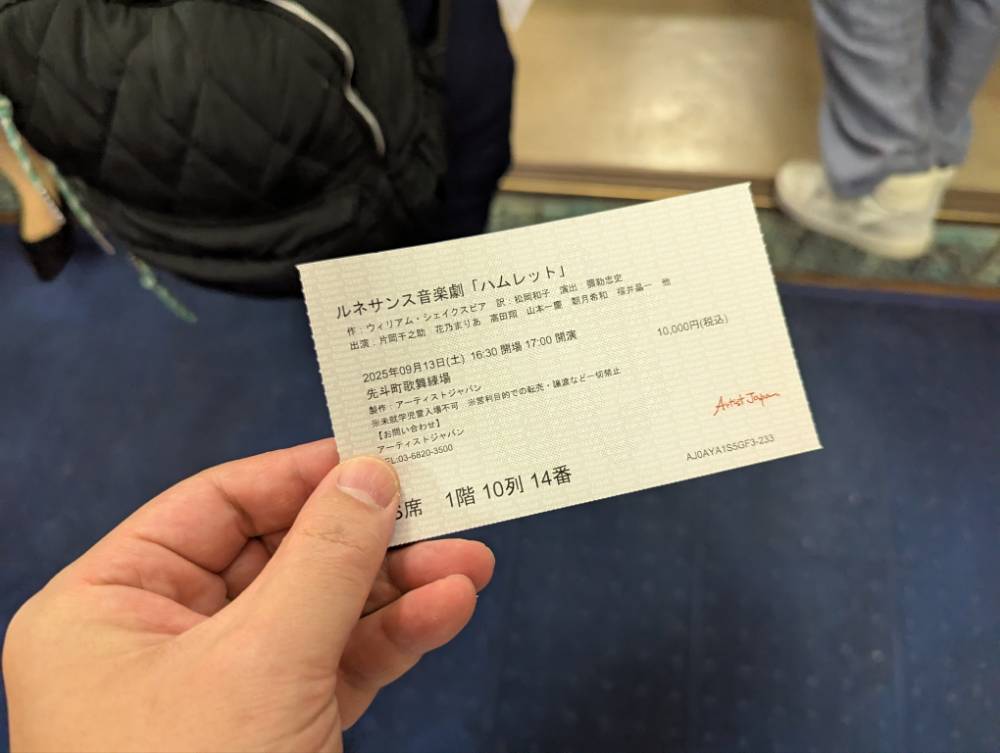 ルネサンス音楽劇「ハムレット」
作：ウィリアム・シェイクスピア 訳：松岡和子 演出：彌勒忠史
出演：片岡千之助 花乃まりあ 高田翔 山本一慶 朝月希和 福井晶一 他
2025年09月13日(土) 16:30 開場 17:00 開演
10,000円(税込)
先斗町歌舞練場
製作：アーティストジャパン
※未就学児童入場不可 ※営利目的での転売・譲渡など一切禁止
【お問い合わせ】
アーティストジャパン
TEL:03-6820-3500
Artist Japan
AJ0AYA1S5GF3-233
S席 1階 10列 14番